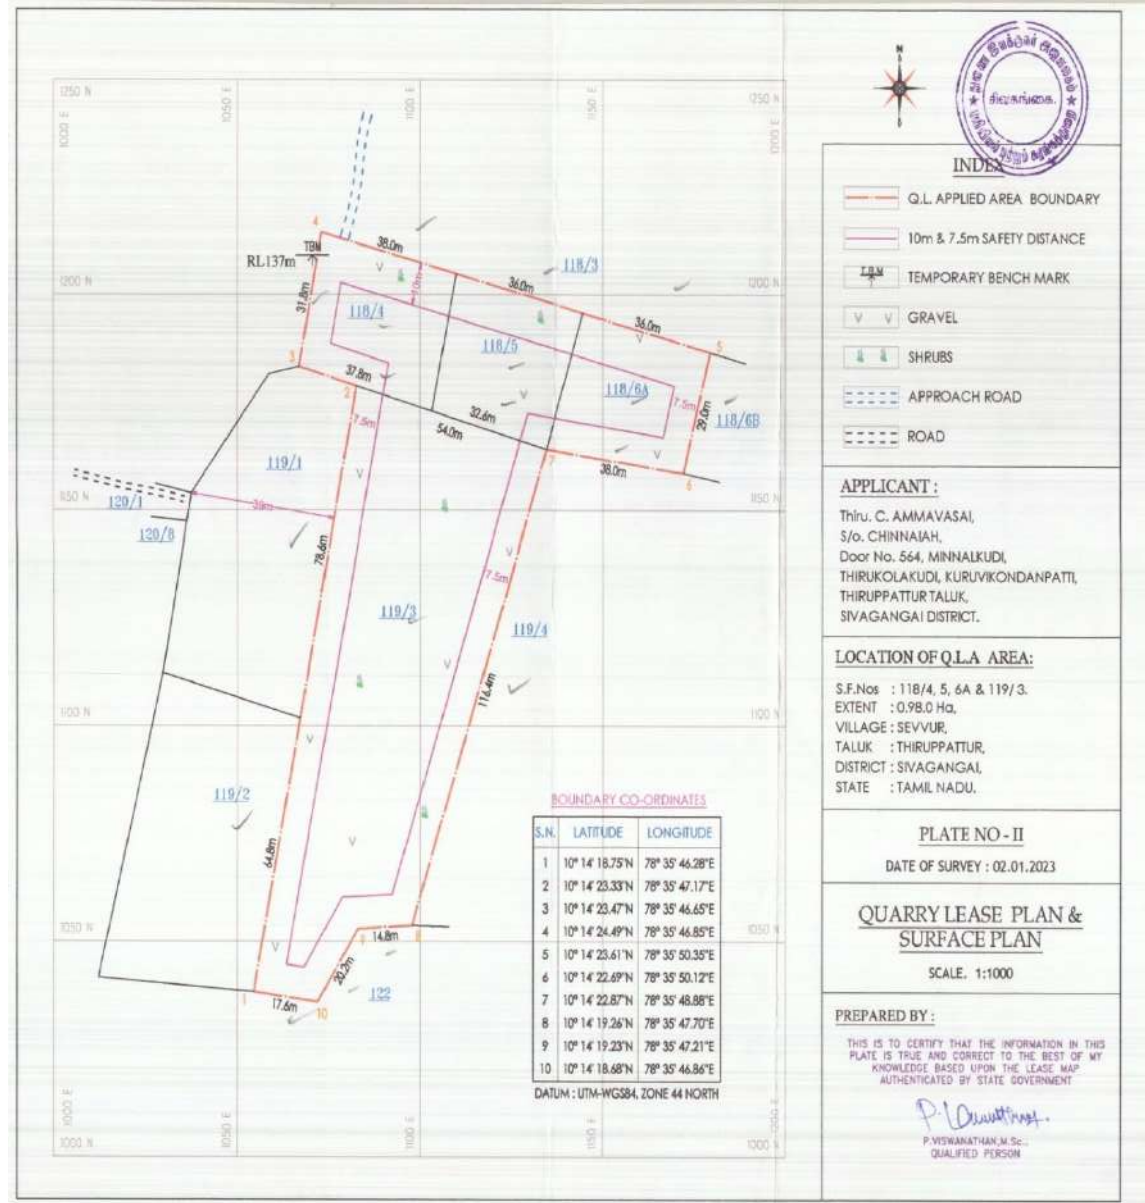 1250 N
1000 E
1050 E
1100 E
1150 E
1250 N
1200 E
N
சிவகங்கை.
INDEX
Q.L. APPLIED AREA BOUNDARY
10m & 7.5m SAFETY DISTANCE
T.B.M
TEMPORARY BENCH MARK
V V
GRAVEL
SHRUBS
APPROACH ROAD
ROAD
APPLICANT :
Thiru. C. AMMAVASAI,
S/o. CHINNAIAH,
Door No. 564, MINNALKUDI,
THIRUKOLAKUDI, KURUVIKONDANPATTI,
THIRUPPATTUR TALUK,
SIVAGANGAI DISTRICT.
LOCATION OF Q.L.A AREA:
S.F.Nos : 118/4, 5, 6A & 119/3.
EXTENT : 0.98.0 Ha,
VILLAGE : SEVVUR,
TALUK : THIRUPPATTUR,
DISTRICT : SIVAGANGAI,
STATE : TAMIL NADU.
PLATE NO - II
DATE OF SURVEY : 02.01.2023
QUARRY LEASE PLAN &
SURFACE PLAN
SCALE. 1:1000
PREPARED BY :
THIS IS TO CERTIFY THAT THE INFORMATION IN THIS
PLATE IS TRUE AND CORRECT TO THE BEST OF MY
KNOWLEDGE BASED UPON THE LEASE MAP
AUTHENTICATED BY STATE GOVERNMENT
P.VISWANATHAN,M.Sc.,
QUALIFIED PERSON
4
TBM
RL137m
38.0m
118/3
1200 N
10m
36.0m
1200 N
31.8m
118/4
36.0m
5
118/5
3
37.8m
118/6A
2
7.5m
7.5m
118/6B
32.6m
29.0m
54.0m
119/1
7
38.0m
6
1150 N
120/1
39m
1150 N
120/8
78.6m
7.5m
119/3
119/4
116.4m
1100 N
1100 N
119/2
64.8m
1050 N
9
14.8m
8
1050 N
20.2m
1
17.6m
10
122
BOUNDARY CO-ORDINATES
S.N. LATITUDE LONGITUDE
1 10° 14' 18.75"N 78° 35' 46.28"E
2 10° 14' 23.33"N 78° 35' 47.17"E
3 10° 14' 23.47"N 78° 35' 46.65"E
4 10° 14' 24.49"N 78° 35' 46.85"E
5 10° 14' 23.61"N 78° 35' 50.35"E
6 10° 14' 22.69"N 78° 35' 50.12"E
7 10° 14' 22.87"N 78° 35' 48.88"E
8 10° 14' 19.26"N 78° 35' 47.70"E
9 10° 14' 19.23"N 78° 35' 47.21"E
10 10° 14' 18.68"N 78° 35' 46.86"E
DATUM : UTM-WGS84, ZONE 44 NORTH
1000 E
1000 N
1050 E
1100 E
1150 E
1000 N